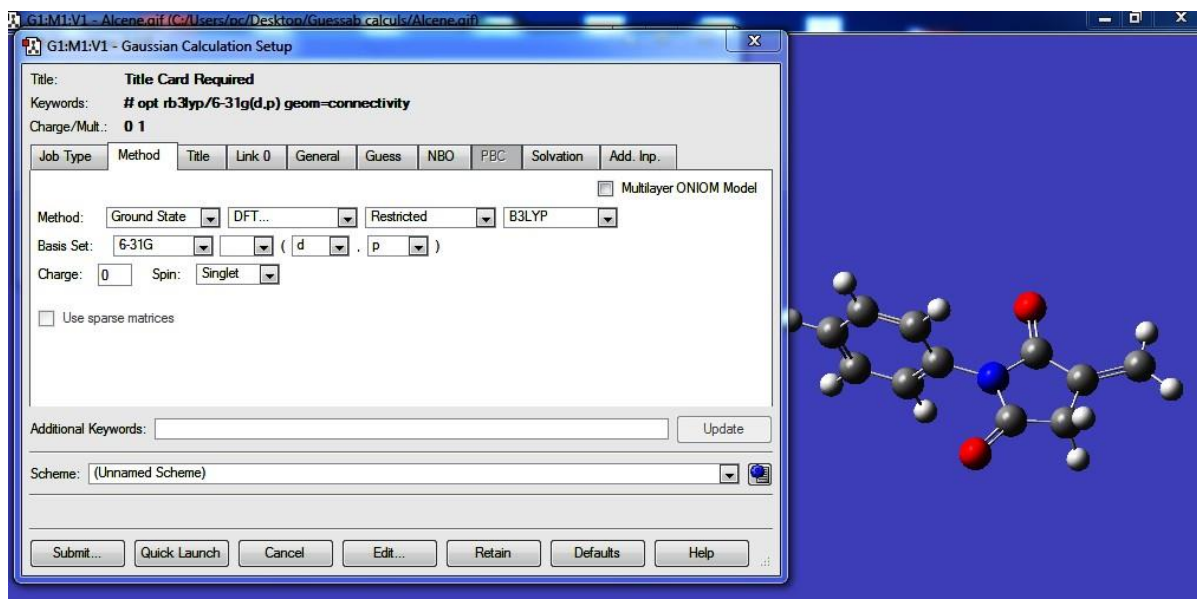 G1:M1:V1 - Alcene.gif (C:/Users/pc/Desktop/Guessab calculs/Alcene.gif)
G1:M1:V1 - Gaussian Calculation Setup
Title: Title Card Required
Keywords: # opt rb3lyp/6-31g(d,p) geom=connectivity
Charge/Mult.: 0 1
Job Type Method Title Link 0 General Guess NBO PBC Solvation Add. Inp.
Multilayer ONIOM Model
Method: Ground State DFT... Restricted B3LYP
Basis Set: 6-31G ( d , p )
Charge: 0 Spin: Singlet
Use sparse matrices
Additional Keywords: Update
Scheme: (Unnamed Scheme)
Submit... Quick Launch Cancel Edit... Retain Defaults Help